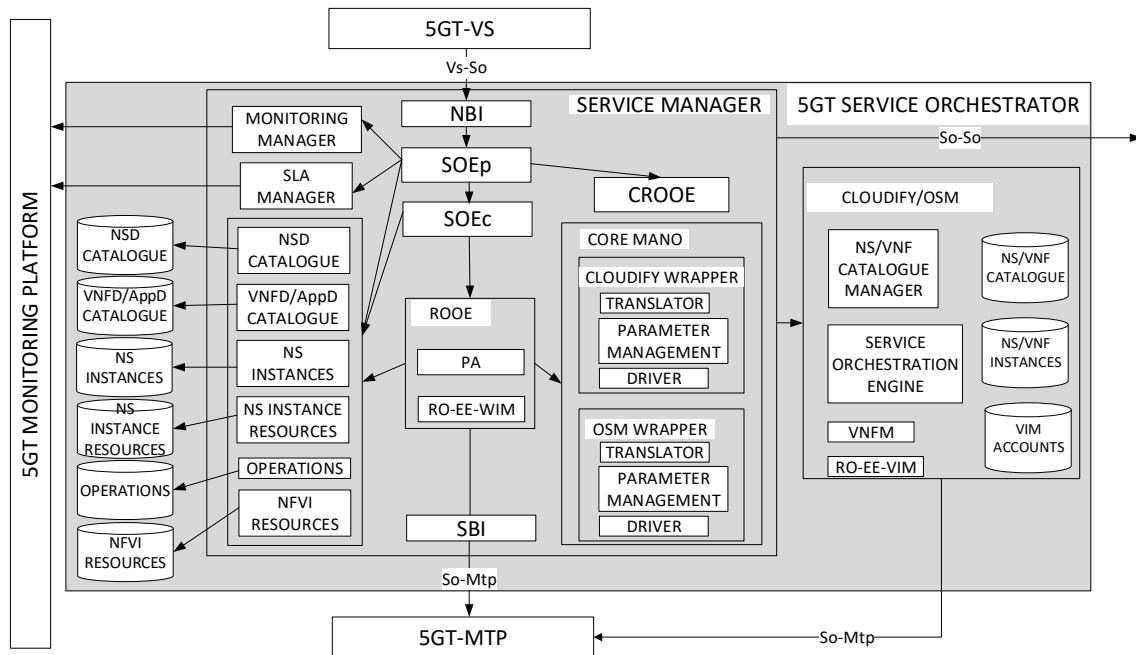 5GT-VS
Vs-So
5GT MONITORING PLATFORM
SERVICE MANAGER
5GT SERVICE ORCHESTRATOR
So-So
NBI
MONITORING
MANAGER
SOEp
SLA
MANAGER
CROOE
SOEc
NSD
CATALOGUE
VNFD/AppD
CATALOGUE
NS
INSTANCES
NS
INSTANCE
RESOURCES
OPERATIONS
NFVI
RESOURCES
NSD
CATALOGUE
VNFD/AppD
CATALOGUE
NS
INSTANCES
NS INSTANCE
RESOURCES
OPERATIONS
NFVI
RESOURCES
ROOE
PA
RO-EE-WIM
SBI
CORE MANO
CLOUDIFY WRAPPER
TRANSLATOR
PARAMETER
MANAGEMENT
DRIVER
OSM WRAPPER
TRANSLATOR
PARAMETER
MANAGEMENT
DRIVER
CLOUDIFY/OSM
NS/VNF
CATALOGUE
MANAGER
SERVICE
ORCHESTRATION
ENGINE
VNFM
RO-EE-VIM
NS/VNF
CATALOGUE
NS/VNF
INSTANCES
VIM
ACCOUNTS
So-Mtp
5GT-MTP
So-Mtp